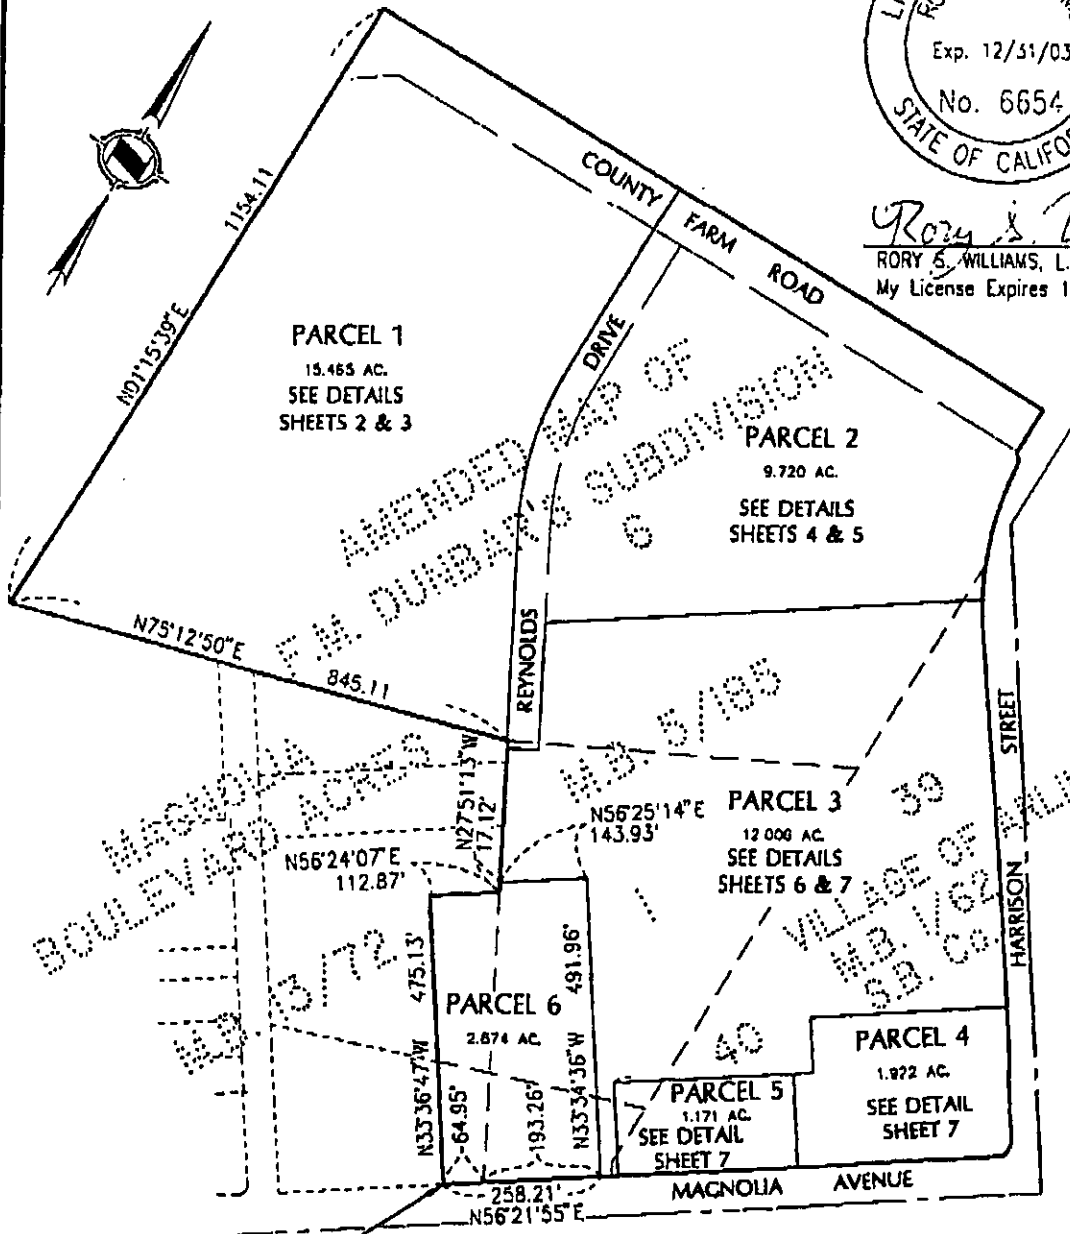 Exp. 12/31/03
No. 6654
STATE OF CALIFO
RORY S. WILLIAMS, L.
My License Expires 1
COUNTY FARM ROAD
1154.11
N01°15'39"E
PARCEL 1
15.465 AC.
SEE DETAILS
SHEETS 2 & 3
DRIVE
AMENDED MAP OF
F.M. DUNBAR'S SUBDIVISION
6
PARCEL 2
9.720 AC.
SEE DETAILS
SHEETS 4 & 5
N75°12'50"E
845.11
REYNOLDS
M.B. 5/185
STREET
MAGNOLIA
BOULEVARD ACRES
M.B. 13/72
N27°51'13"W
17.12'
N56°25'14"E
143.93'
N56°24'07"E
112.87'
PARCEL 3
12.000 AC.
SEE DETAILS
SHEETS 6 & 7
39
1
VILLAGE OF
M.B. 1/62
S.B. Co.
HARRISON
475.13'
N33°36'47"W
PARCEL 6
2.874 AC.
491.96'
N33°34'36"W
40
64.95'
193.26'
PARCEL 5
1.171 AC.
SEE DETAIL
SHEET 7
PARCEL 4
1.922 AC.
SEE DETAIL
SHEET 7
258.21'
N56°21'55"E
MAGNOLIA AVENUE